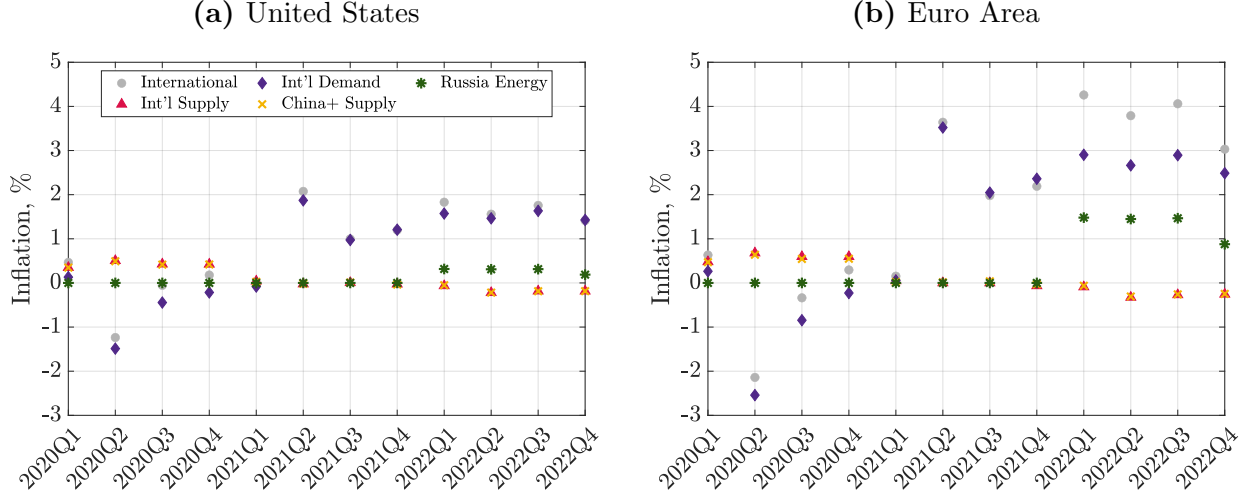 (a) United States
(b) Euro Area
Inflation, %
5
4
3
2
1
0
-1
-2
-3
International
Int'l Demand
Russia Energy
Int'l Supply
China+ Supply
2020Q1
2020Q2
2020Q3
2020Q4
2021Q1
2021Q2
2021Q3
2021Q4
2022Q1
2022Q2
2022Q3
2022Q4
Inflation, %
5
4
3
2
1
0
-1
-2
-3
2020Q1
2020Q2
2020Q3
2020Q4
2021Q1
2021Q2
2021Q3
2021Q4
2022Q1
2022Q2
2022Q3
2022Q4